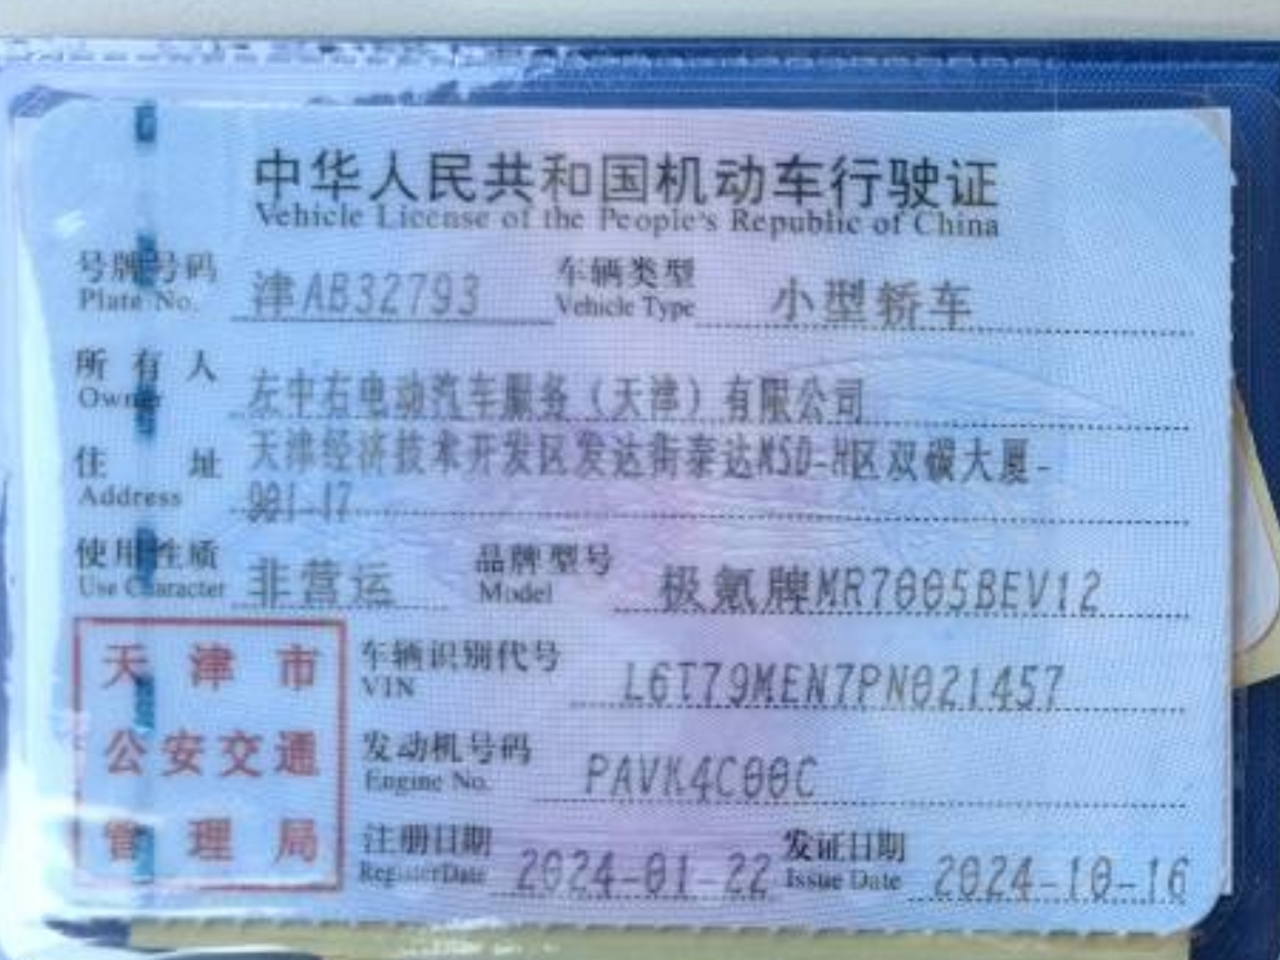 中华人民共和国机动车行驶证
Vehicle License of the People's Republic of China
号牌号码 津AB32793 车辆类型 小型轿车
Plate No. Vehicle Type
所有人 左中右电动汽车服务（天津）有限公司
Owner
住址 天津经济技术开发区发达街泰达MSD-H区双碳大厦-
Address 901-17
使用性质 非营运 品牌型号 极氪牌MR7005BEV12
Use Character Model
天津市
公安交通
管理局
车辆识别代号 L6T79MEN7PN021457
VIN
发动机号码 PAVK4C00C
Engine No.
注册日期 2024-01-22 发证日期 2024-10-16
Register Date Issue Date